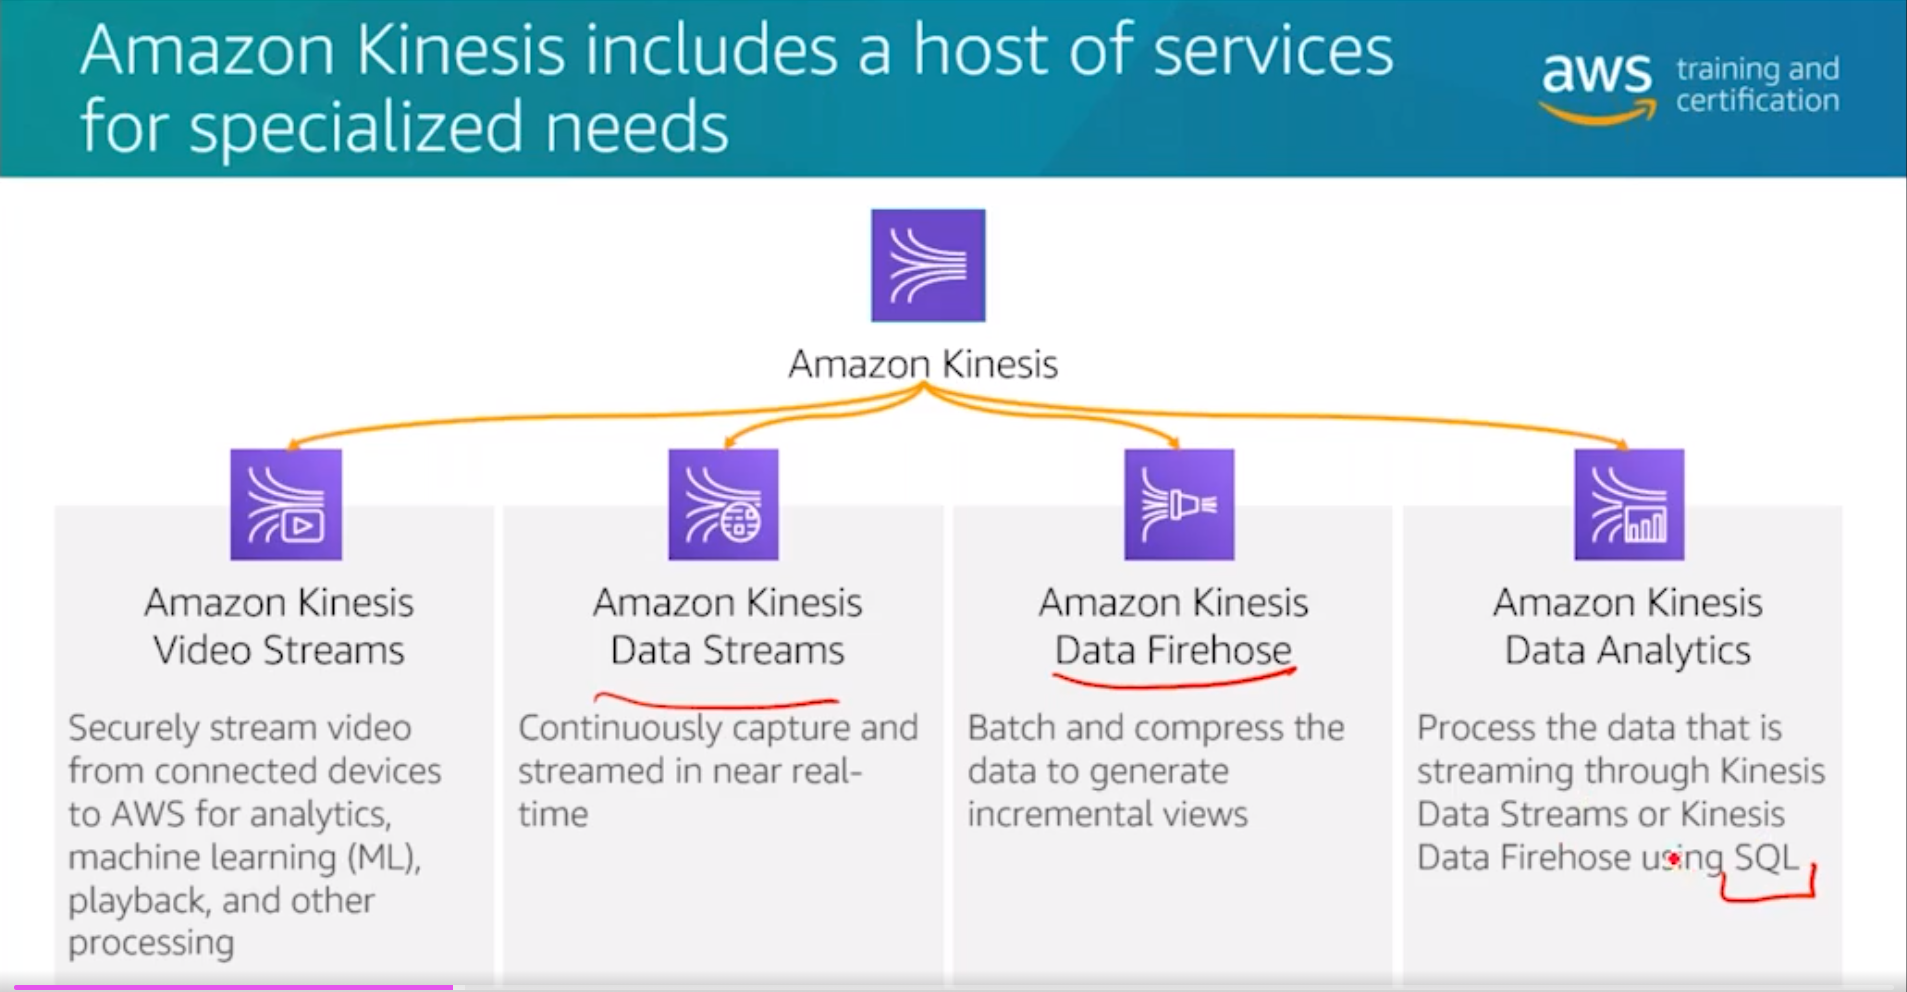 Amazon Kinesis includes a host of services
for specialized needs
aws
training and
certification
Amazon Kinesis
Amazon Kinesis
Video Streams
Securely stream video
from connected devices
to AWS for analytics,
machine learning (ML),
playback, and other
processing
Amazon Kinesis
Data Streams
Continuously capture and
streamed in near real-
time
Amazon Kinesis
Data Firehose
Batch and compress the
data to generate
incremental views
Amazon Kinesis
Data Analytics
Process the data that is
streaming through Kinesis
Data Streams or Kinesis
Data Firehose using SQL